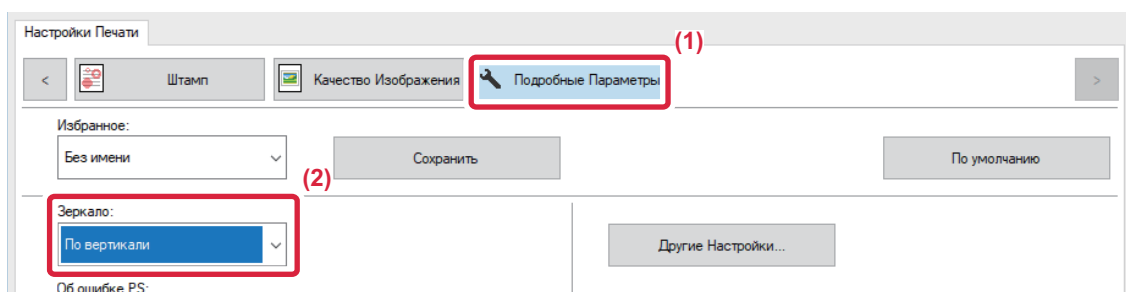 Настройки Печати
(1)
<
Штамп
Качество Изображения
Подробные Параметры
>
Избранное:
Без имени
Сохранить
По умолчанию
(2)
Зеркало:
По вертикали
Другие Настройки...
Об ошибке PS: